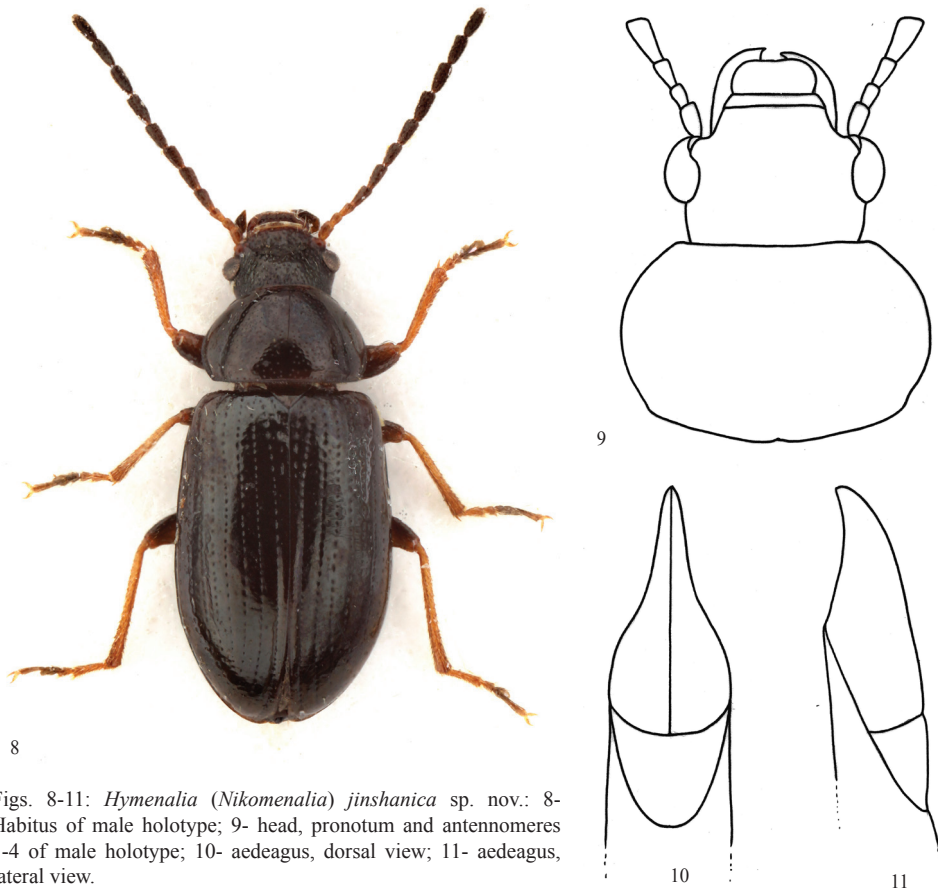 9
8
Figs. 8-11: Hymenalia (Nikomenalia) jinshanica sp. nov.: 8-
Habitus of male holotype; 9- head, pronotum and antennomeres
-4 of male holotype; 10- aedeagus, dorsal view; 11- aedeagus,
lateral view.
10
11